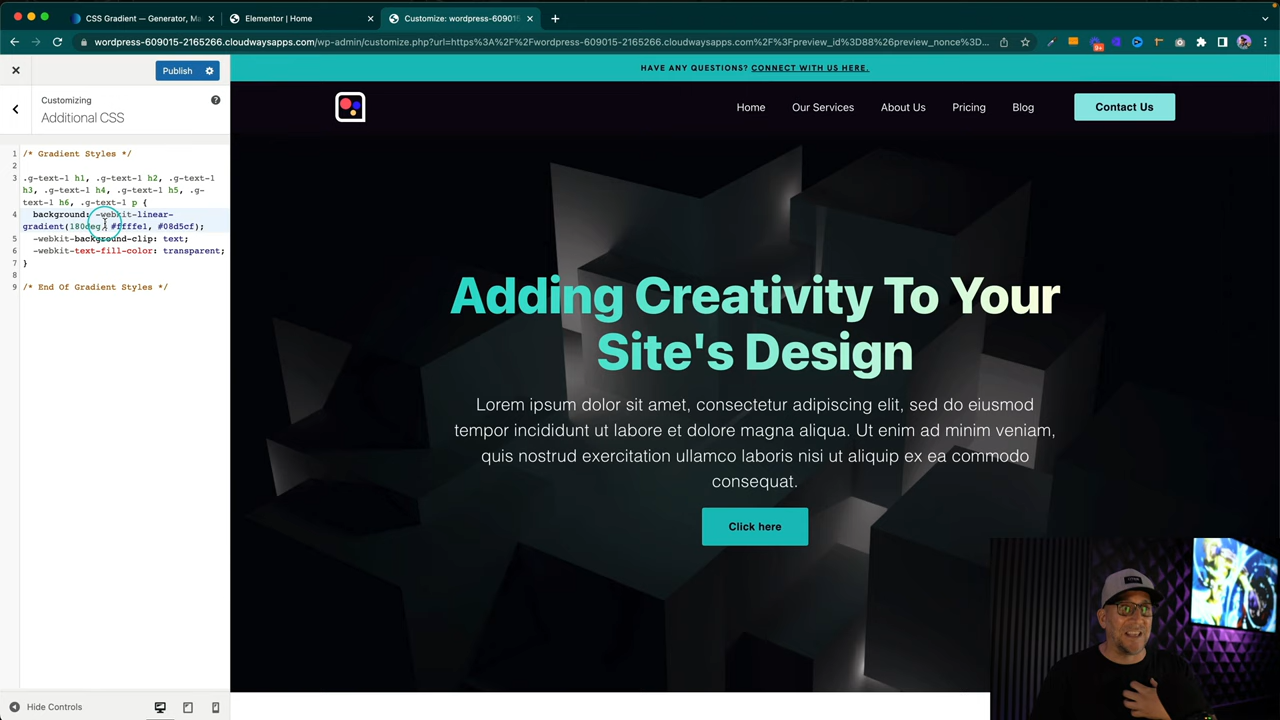 CSS Gradient — Generator, Ma
Elementor | Home
Customize: wordpress-609015
wordpress-609015-2165266.cloudwaysapps.com/wp-admin/customize.php?url=https%3A%2F%2Fwordpress-609015-2165266.cloudwaysapps.com%2F%3Fpreview_id%3D88%26preview_nonce%3D...
Publish
HAVE ANY QUESTIONS? CONNECT WITH US HERE.
Customizing
Additional CSS
Home Our Services About Us Pricing Blog Contact Us
1 /* Gradient Styles */
2
3 .g-text-1 h1, .g-text-1 h2, .g-text-1
h3, .g-text-1 h4, .g-text-1 h5, .g-
text-1 h6, .g-text-1 p {
4 background: -webkit-linear-
gradient(180deg, #ffffe1, #08d5cf);
5 -webkit-background-clip: text;
6 -webkit-text-fill-color: transparent;
7 }
8
9 /* End Of Gradient Styles */
Adding Creativity To Your
Site's Design
Lorem ipsum dolor sit amet, consectetur adipiscing elit, sed do eiusmod
tempor incididunt ut labore et dolore magna aliqua. Ut enim ad minim veniam,
quis nostrud exercitation ullamco laboris nisi ut aliquip ex ea commodo
consequat.
Click here
Hide Controls